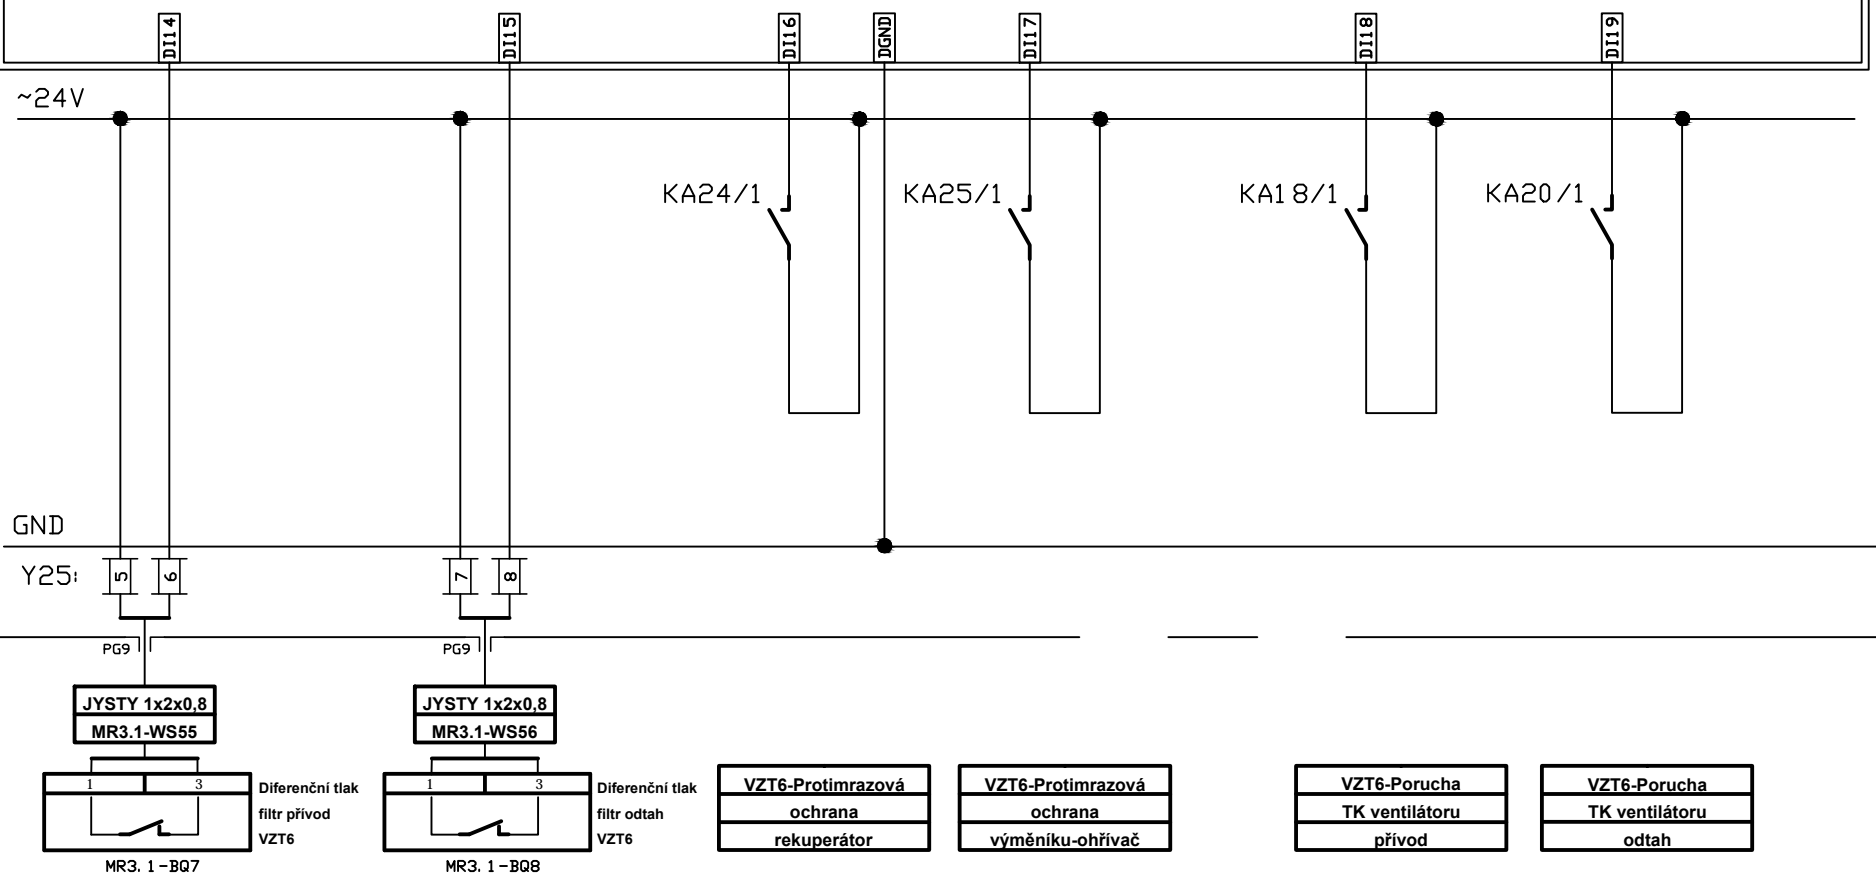 DI14
DI15
DI16
DGND
DI17
DI18
DI19
~24V
KA24/1
KA25/1
KA18/1
KA20/1
GND
Y25:
5
6
7
8
PG9
PG9
JYSTY 1x2x0,8
MR3.1-WS55
JYSTY 1x2x0,8
MR3.1-WS56
1
3
Diferenční tlak
filtr přívod
VZT6
MR3.1-BQ7
1
3
Diferenční tlak
filtr odtah
VZT6
MR3.1-BQ8
VZT6-Protimrazová
ochrana
rekuperátor
VZT6-Protimrazová
ochrana
výměníku-ohřívač
VZT6-Porucha
TK ventilátoru
přívod
VZT6-Porucha
TK ventilátoru
odtah